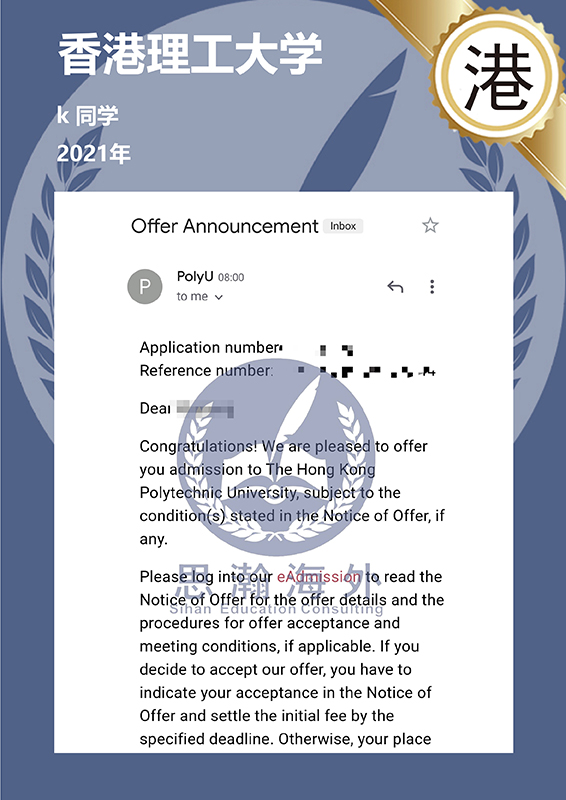 香港理工大学
港
k 同学
2021年
Offer Announcement Inbox
P
PolyU 08:00
to me
Application number
Reference number:
Dear
Congratulations! We are pleased to offer
you admission to The Hong Kong
Polytechnic University, subject to the
condition(s) stated in the Notice of Offer, if
any.
Please log into our eAdmission to read the
思瀚海外
Notice of Offer for the offer details and the
Sihan Education Consulting
procedures for offer acceptance and
meeting conditions, if applicable. If you
decide to accept our offer, you have to
indicate your acceptance in the Notice of
Offer and settle the initial fee by the
specified deadline. Otherwise, your place